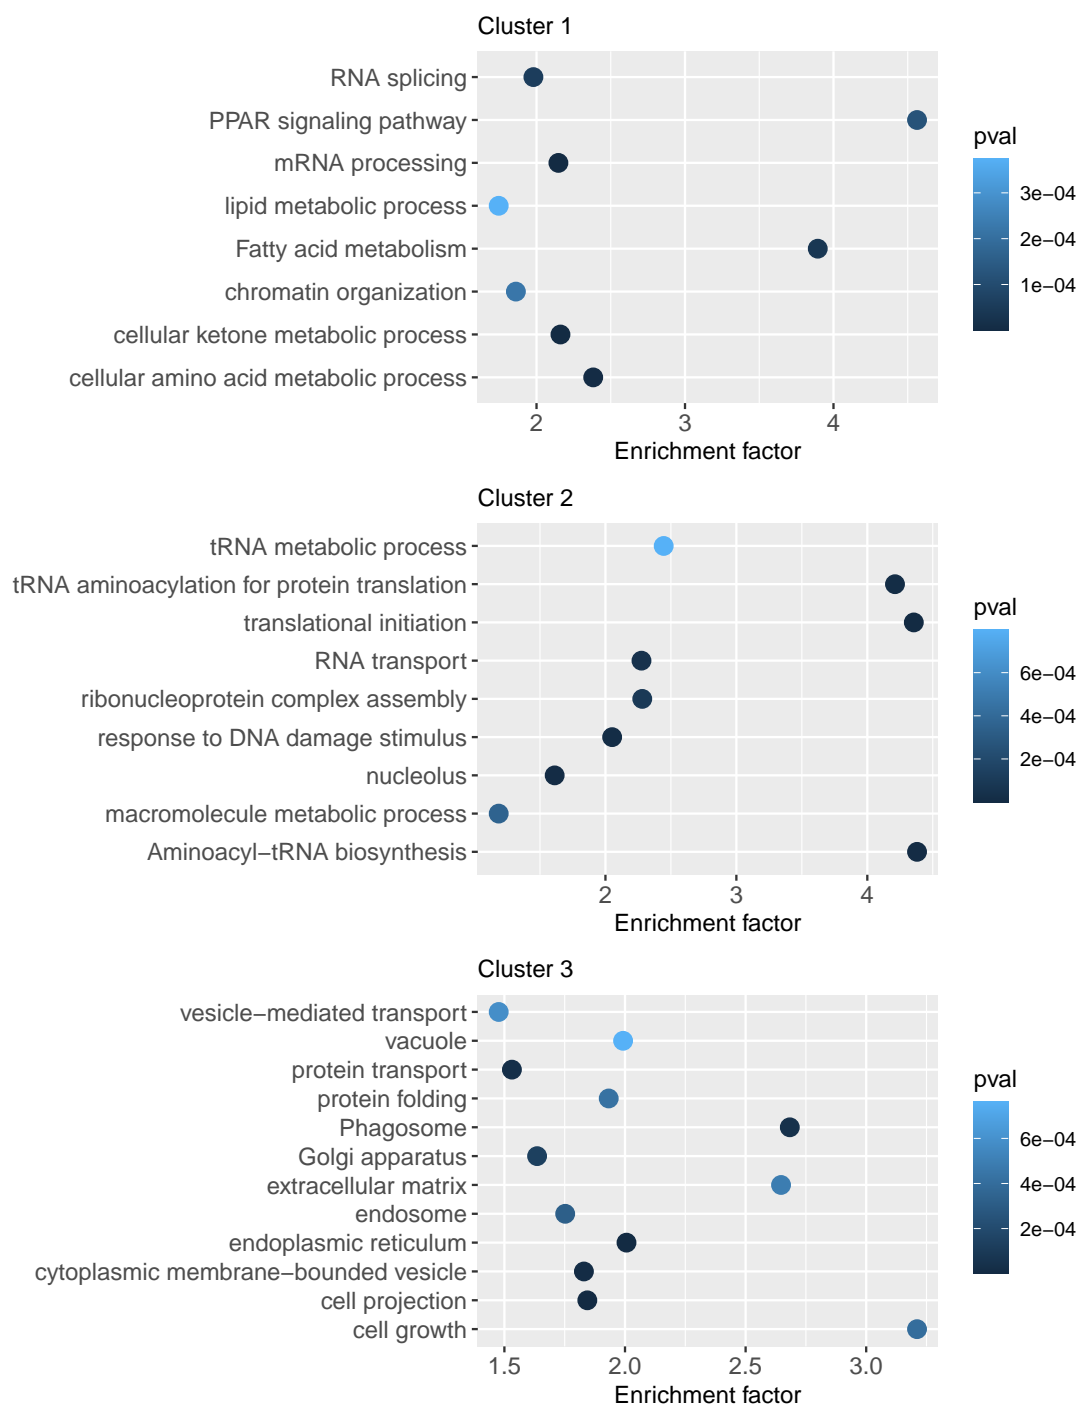 Cluster 1
RNA splicing
PPAR signaling pathway
mRNA processing
lipid metabolic process
Fatty acid metabolism
chromatin organization
cellular ketone metabolic process
cellular amino acid metabolic process
2 3 4
Enrichment factor
pval
3e−04
2e−04
1e−04
Cluster 2
tRNA metabolic process
tRNA aminoacylation for protein translation
translational initiation
RNA transport
ribonucleoprotein complex assembly
response to DNA damage stimulus
nucleolus
macromolecule metabolic process
Aminoacyl−tRNA biosynthesis
2 3 4
Enrichment factor
pval
6e−04
4e−04
2e−04
Cluster 3
vesicle−mediated transport
vacuole
protein transport
protein folding
Phagosome
Golgi apparatus
extracellular matrix
endosome
endoplasmic reticulum
cytoplasmic membrane−bounded vesicle
cell projection
cell growth
1.5 2.0 2.5 3.0
Enrichment factor
pval
6e−04
4e−04
2e−04